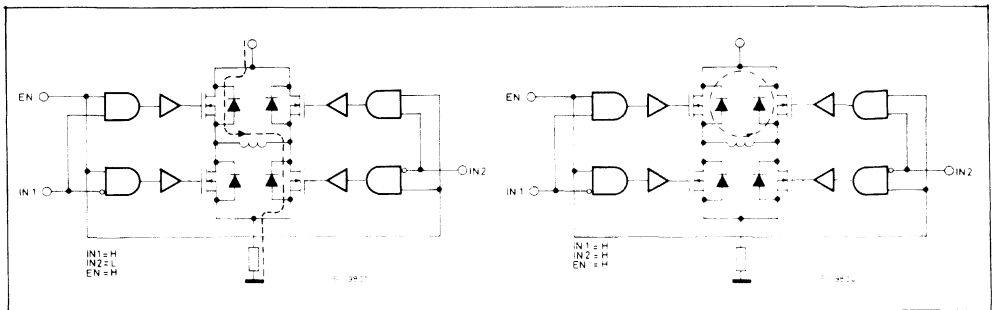 EN
IN2
IN1
IN1 = H
IN2 = L
EN = H
EN
IN2
IN1
IN1 = H
IN2 = H
EN = H